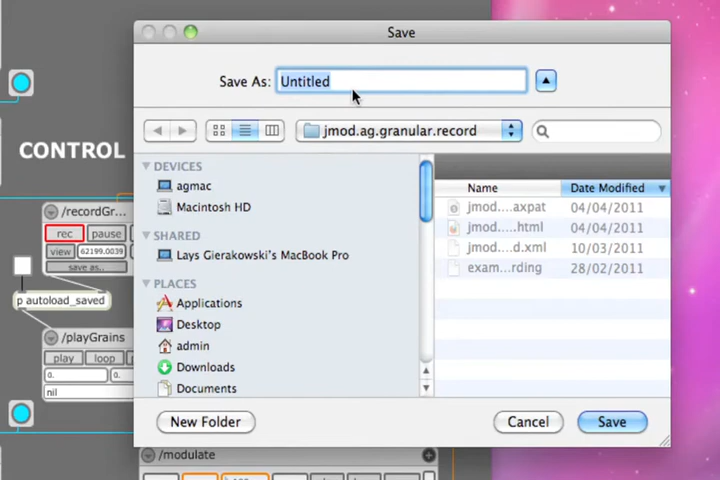 Save
Save As: Untitled
jmod.ag.granular.record
CONTROL
/recordGr...
rec pause
view 62199.0039
save as..
p autoload_saved
/playGrains
play loop
0. 0.
nil
DEVICES
agmac
Macintosh HD
SHARED
Lays Gierakowski's MacBook Pro
PLACES
Applications
Desktop
admin
Downloads
Documents
Name Date Modified
jmod....axpat 04/04/2011
jmod....html 04/04/2011
jmod....d.xml 10/03/2011
exam...rding 28/02/2011
New Folder Cancel Save
/modulate